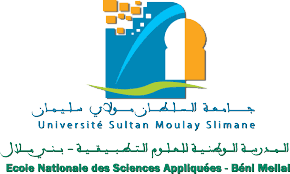 جامعة السلطان مولاي سليمان
Université Sultan Moulay Slimane
المدرسة الوطنية للعلوم التطبيقية - بني ملال
Ecole Nationale des Sciences Appliquées - Béni Mellal